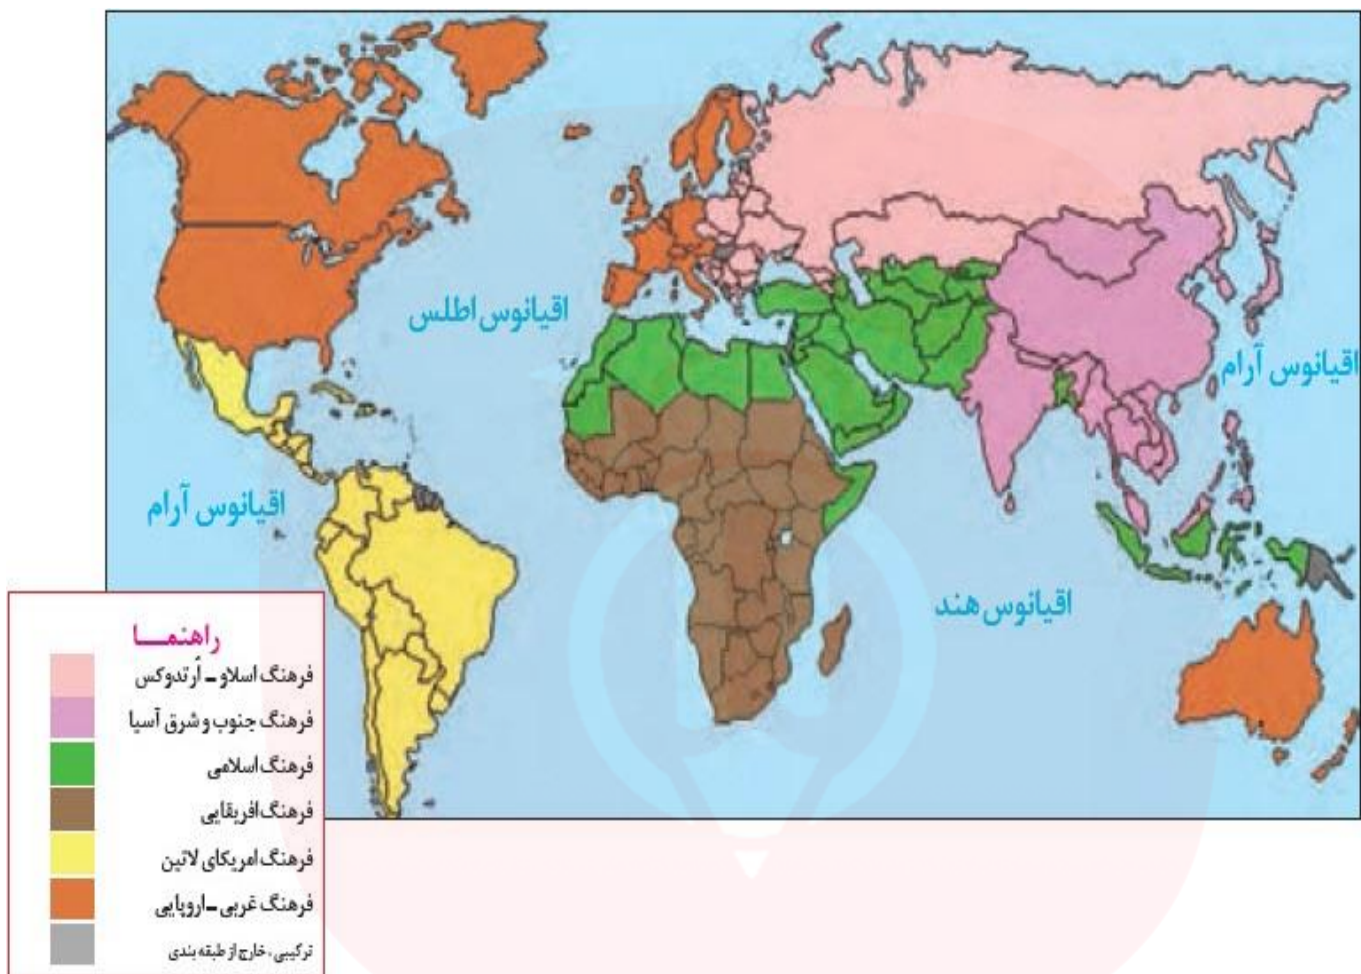 اقیانوس اطلس
اقیانوس آرام
اقیانوس آرام
اقیانوس هند
راهنمـــا
فرهنگ اسلاو ـ اُرتدوکس
فرهنگ جنوب و شرق آسیا
فرهنگ اسلامی
فرهنگ افریقایی
فرهنگ امریکای لاتین
فرهنگ غربی ـ اروپایی
ترکیبی، خارج از طبقه بندی